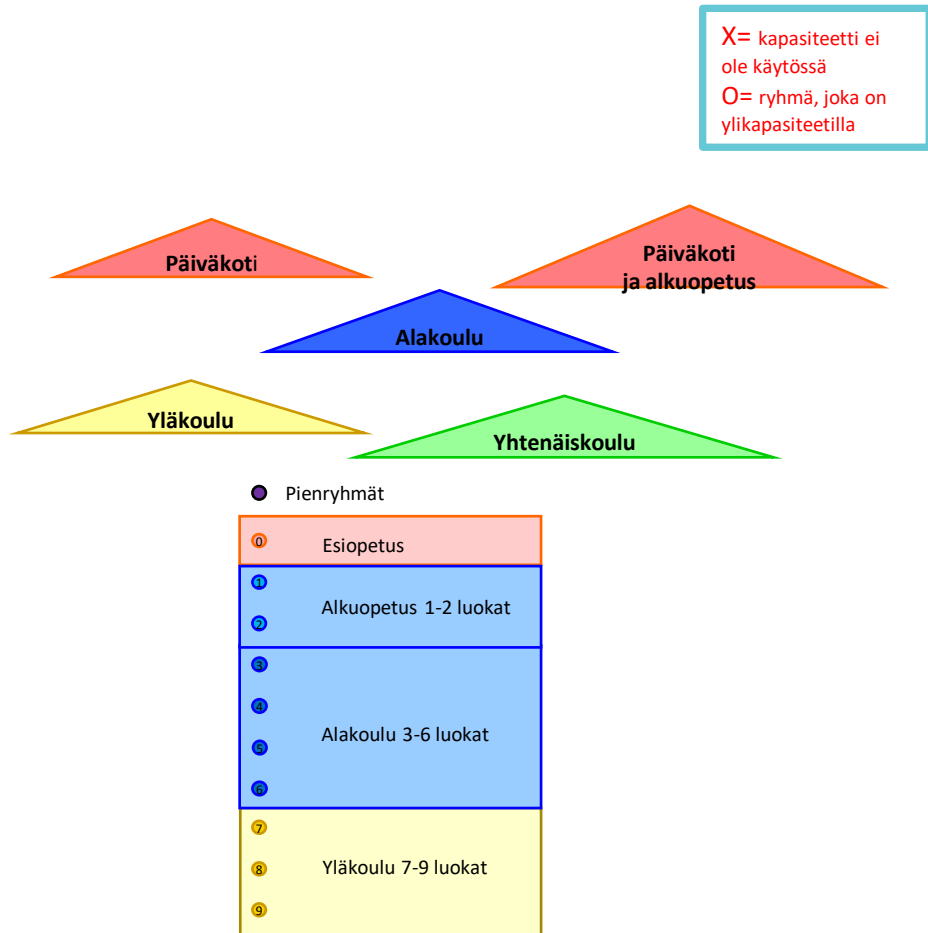 X= kapasiteetti ei
ole käytössä
O= ryhmä, joka on
ylikapasiteetilla
Päiväkoti
Päiväkoti
ja alkuopetus
Alakoulu
Yläkoulu
Yhtenäiskoulu
Pienryhmät
0 Esiopetus
1
Alkuopetus 1-2 luokat
2
3
4
Alakoulu 3-6 luokat
5
6
7
8 Yläkoulu 7-9 luokat
9